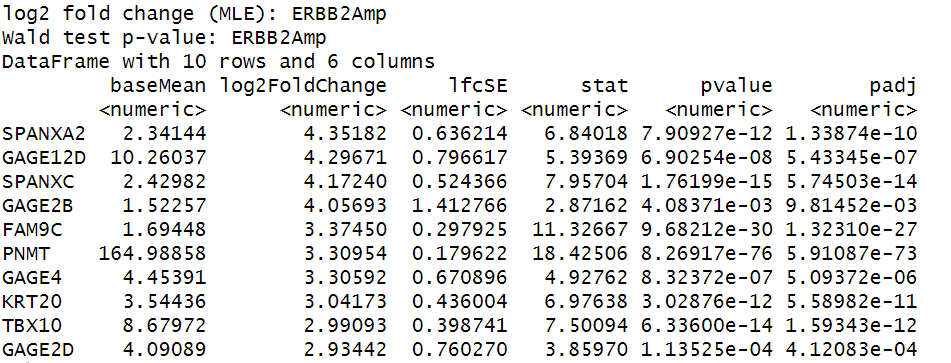 log2 fold change (MLE): ERBB2Amp
Wald test p-value: ERBB2Amp
DataFrame with 10 rows and 6 columns
baseMean log2FoldChange lfcSE stat pvalue padj
<numeric> <numeric> <numeric> <numeric> <numeric> <numeric>
SPANXA2 2.34144 4.35182 0.636214 6.84018 7.90927e-12 1.33874e-10
GAGE12D 10.26037 4.29671 0.796617 5.39369 6.90254e-08 5.43345e-07
SPANXC 2.42982 4.17240 0.524366 7.95704 1.76199e-15 5.74503e-14
GAGE2B 1.52257 4.05693 1.412766 2.87162 4.08371e-03 9.81452e-03
FAM9C 1.69448 3.37450 0.297925 11.32667 9.68212e-30 1.32310e-27
PNMT 164.98858 3.30954 0.179622 18.42506 8.26917e-76 5.91087e-73
GAGE4 4.45391 3.30592 0.670896 4.92762 8.32372e-07 5.09372e-06
KRT20 3.54436 3.04173 0.436004 6.97638 3.02876e-12 5.58982e-11
TBX10 8.67972 2.99093 0.398741 7.50094 6.33600e-14 1.59343e-12
GAGE2D 4.09089 2.93442 0.760270 3.85970 1.13525e-04 4.12083e-04